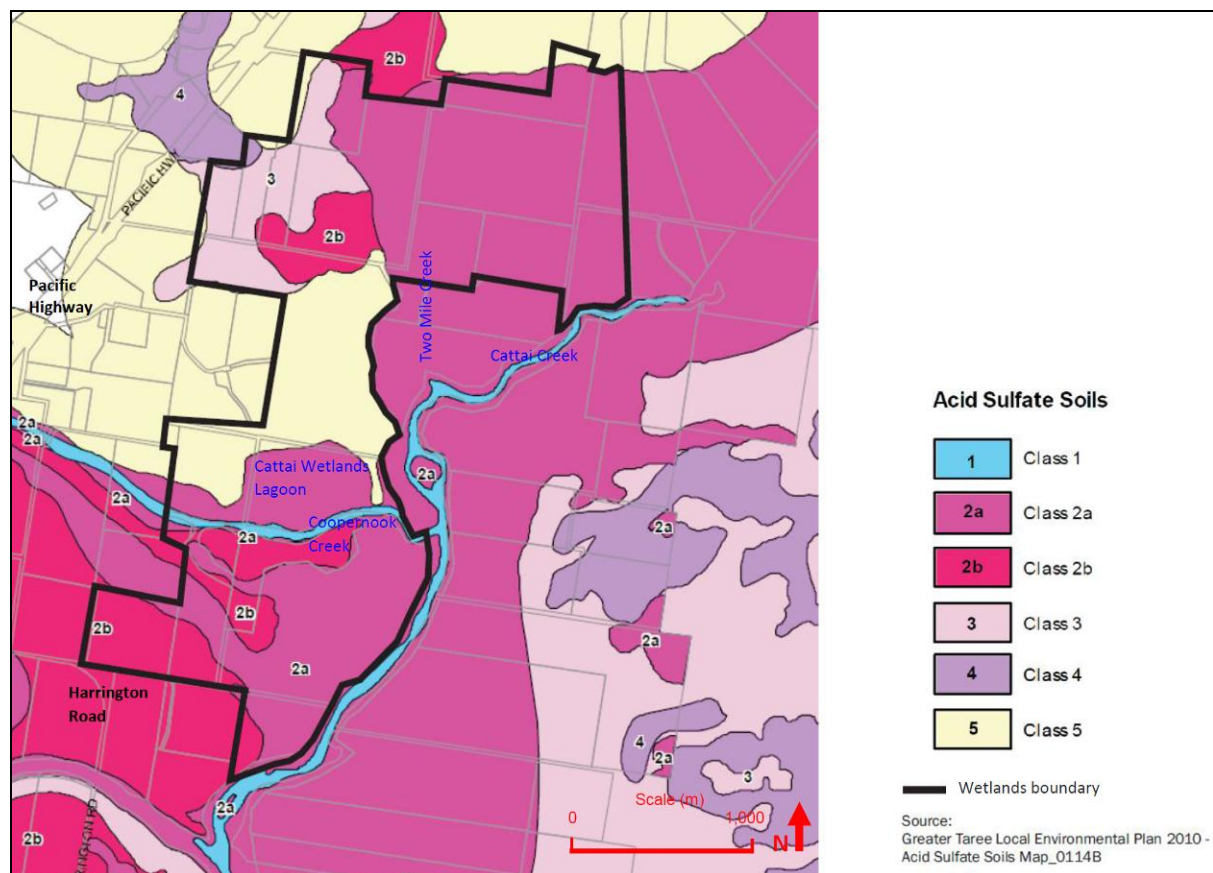 2b
4
PACIFIC HWY
3
2b
Pacific
Highway
Two Mile Creek
Cattai Creek
2a
2a
2a
Cattai Wetlands
Lagoon
2a
Coopernook
Creek
2a
2a
2b
2b
2a
2a
Harrington
Road
4
2a
3
2a
Scale (m)
0
1,000
N
2b
Acid Sulfate Soils
1 Class 1
2a Class 2a
2b Class 2b
3 Class 3
4 Class 4
5 Class 5
Wetlands boundary
Source:
Greater Taree Local Environmental Plan 2010 -
Acid Sulfate Soils Map_0114B